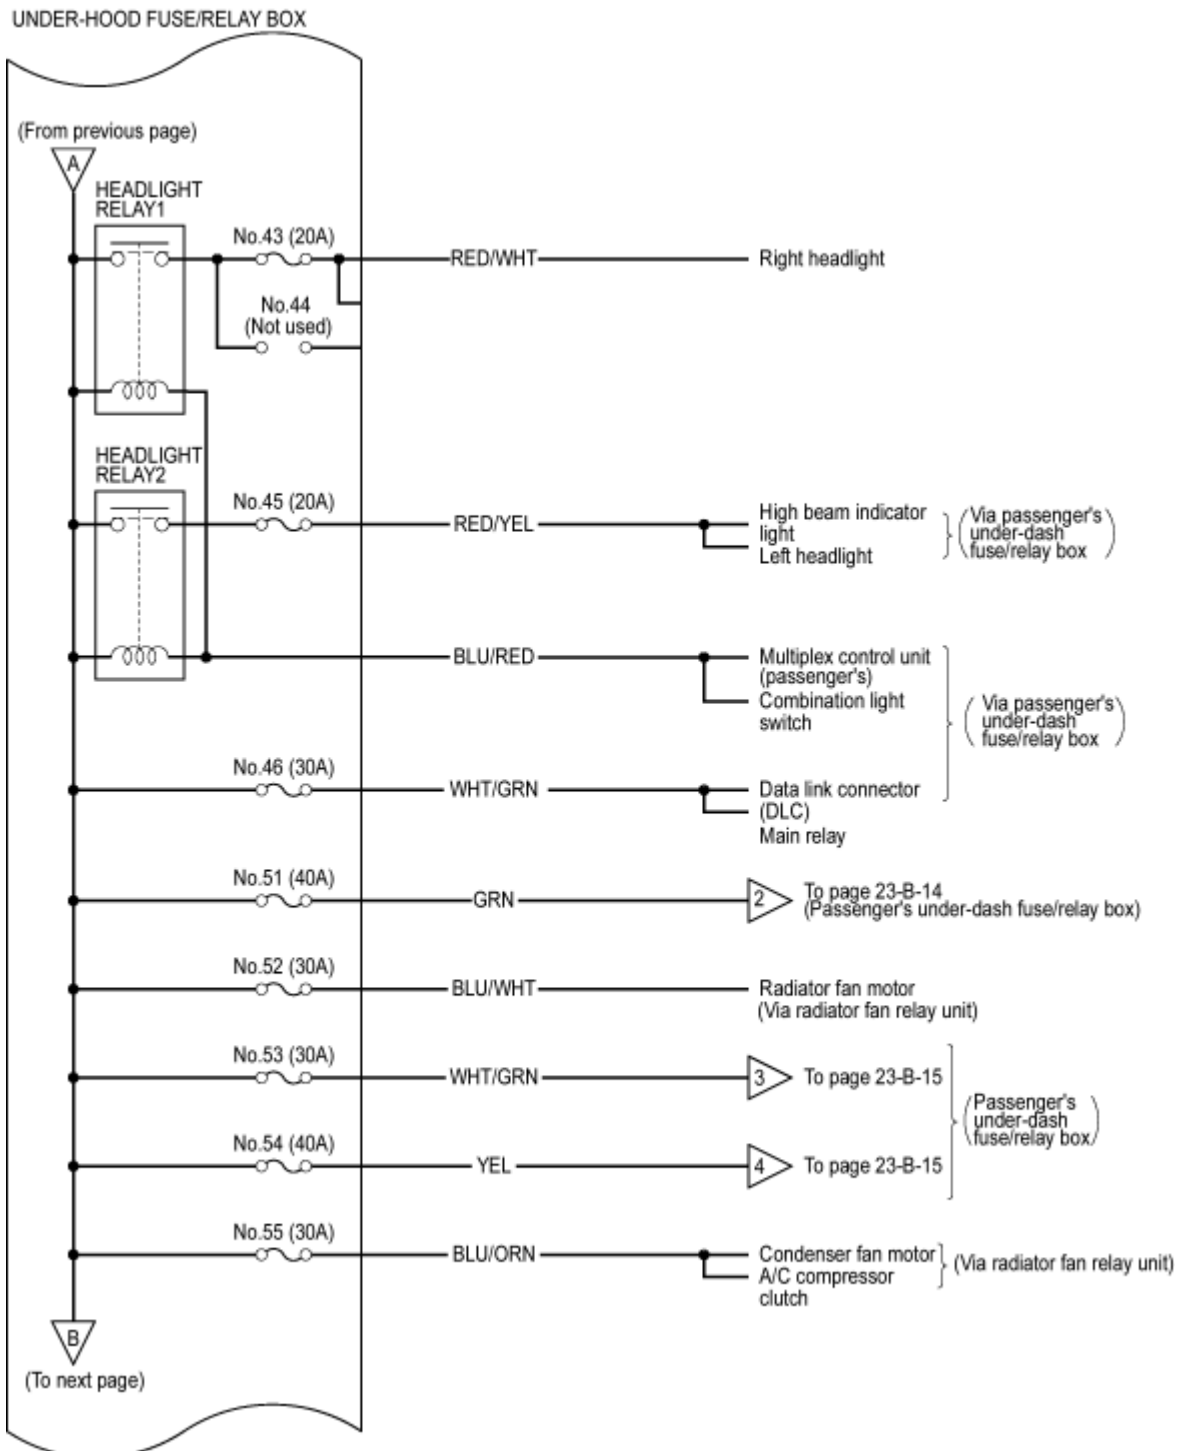 UNDER-HOOD FUSE/RELAY BOX
(From previous page)
A
HEADLIGHT
RELAY1
No.43 (20A)
RED/WHT
Right headlight
No.44
(Not used)
HEADLIGHT
RELAY2
No.45 (20A)
RED/YEL
High beam indicator
light
Left headlight
(Via passenger's
under-dash
fuse/relay box)
BLU/RED
Multiplex control unit
(passenger's)
Combination light
switch
(Via passenger's
under-dash
fuse/relay box)
No.46 (30A)
WHT/GRN
Data link connector
(DLC)
Main relay
No.51 (40A)
GRN
2
To page 23-B-14
(Passenger's under-dash fuse/relay box)
No.52 (30A)
BLU/WHT
Radiator fan motor
(Via radiator fan relay unit)
No.53 (30A)
WHT/GRN
3
To page 23-B-15
(Passenger's
under-dash
fuse/relay box)
No.54 (40A)
YEL
4
To page 23-B-15
No.55 (30A)
BLU/ORN
Condenser fan motor
A/C compressor
clutch
(Via radiator fan relay unit)
B
(To next page)